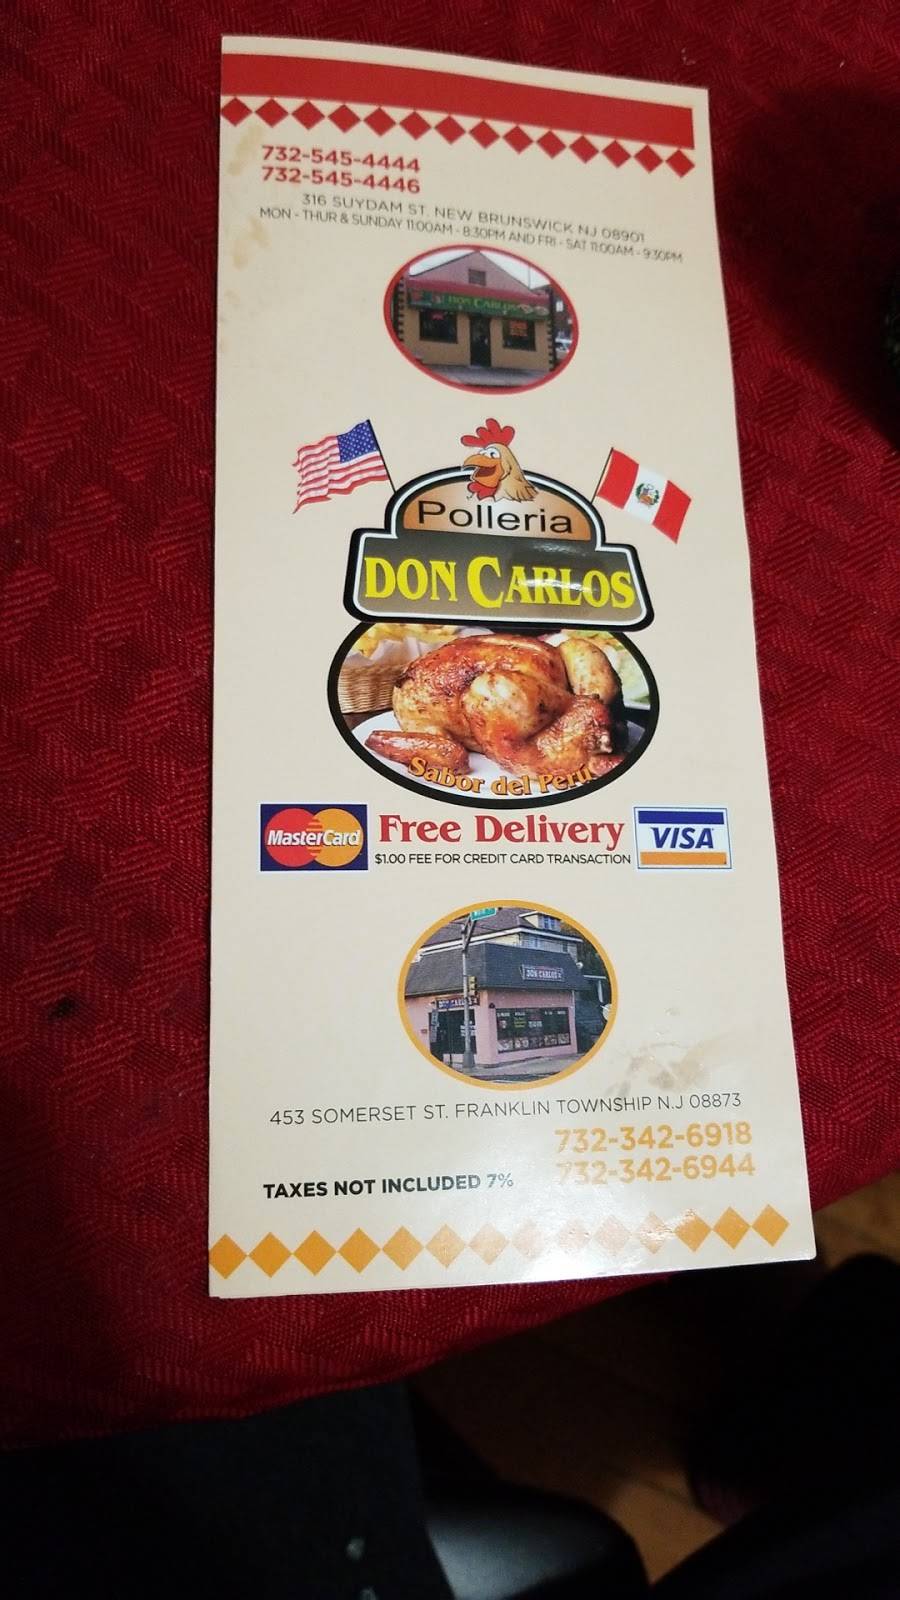 732-545-4444
732-545-4446
316 SUYDAM ST. NEW BRUNSWICK NJ 08901
MON - THUR & SUNDAY 11:00AM - 8:30PM AND FRI - SAT 11:00AM - 9:30PM
DON CARLOS
Polleria
DON CARLOS
Sabor del Perú
MasterCard
Free Delivery
VISA
$1.00 FEE FOR CREDIT CARD TRANSACTION
DON CARLOS
DON CARLOS
453 SOMERSET ST. FRANKLIN TOWNSHIP N.J 08873
732-342-6918
732-342-6944
TAXES NOT INCLUDED 7%